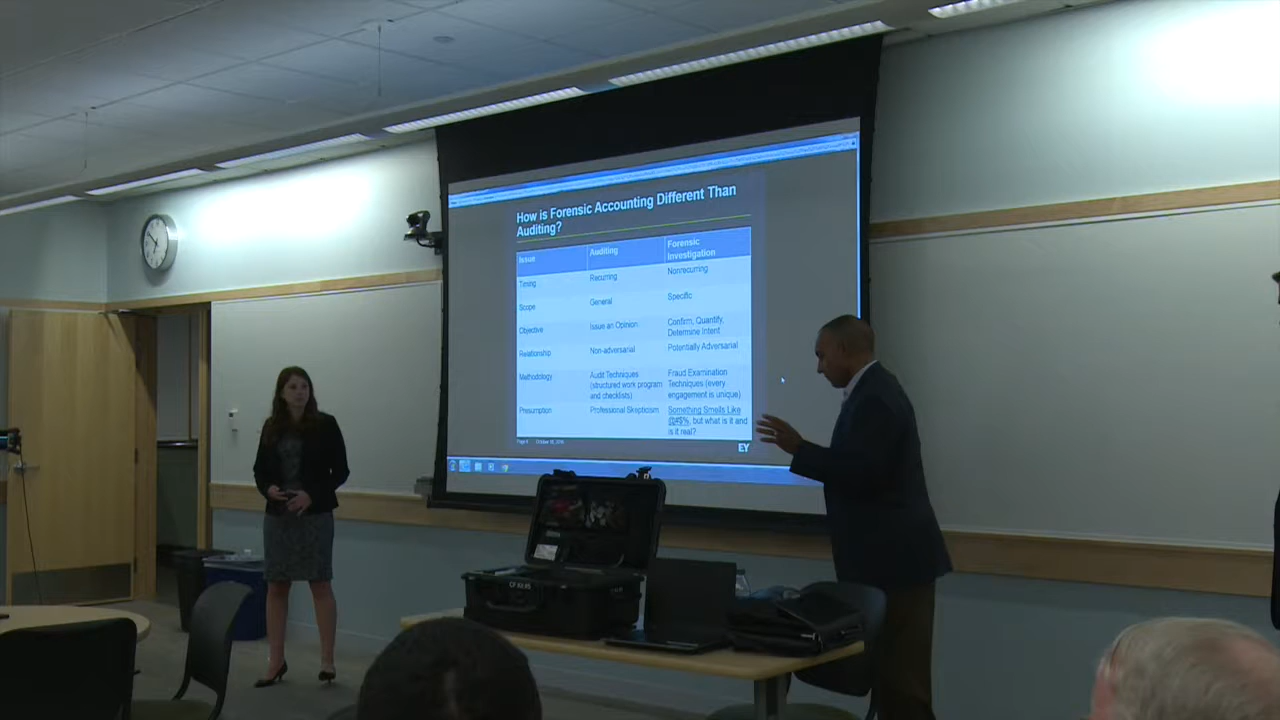 How is Forensic Accounting Different Than
Auditing?
Issue Auditing Forensic
Investigation
Timing Recurring Nonrecurring
Scope General Specific
Objective Issue an Opinion Confirm, Quantify,
Determine Intent
Relationship Non-adversarial Potentially Adversarial
Methodology Audit Techniques
(structured work program
and checklists)
Fraud Examination
Techniques (every
engagement is unique)
Presumption Professional Skepticism
Something Smells Like
@#$%, but what is it and
is it real?
EY